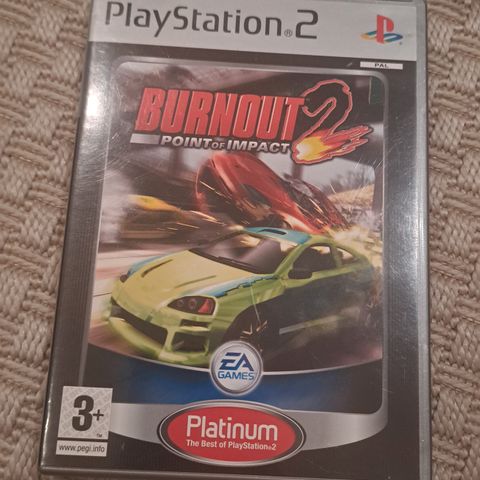 PlayStation®2
PAL
BURNOUT 2
POINT OF IMPACT
EA
GAMES
3+
™
www.pegi.info
Platinum
The Best of PlayStation®2